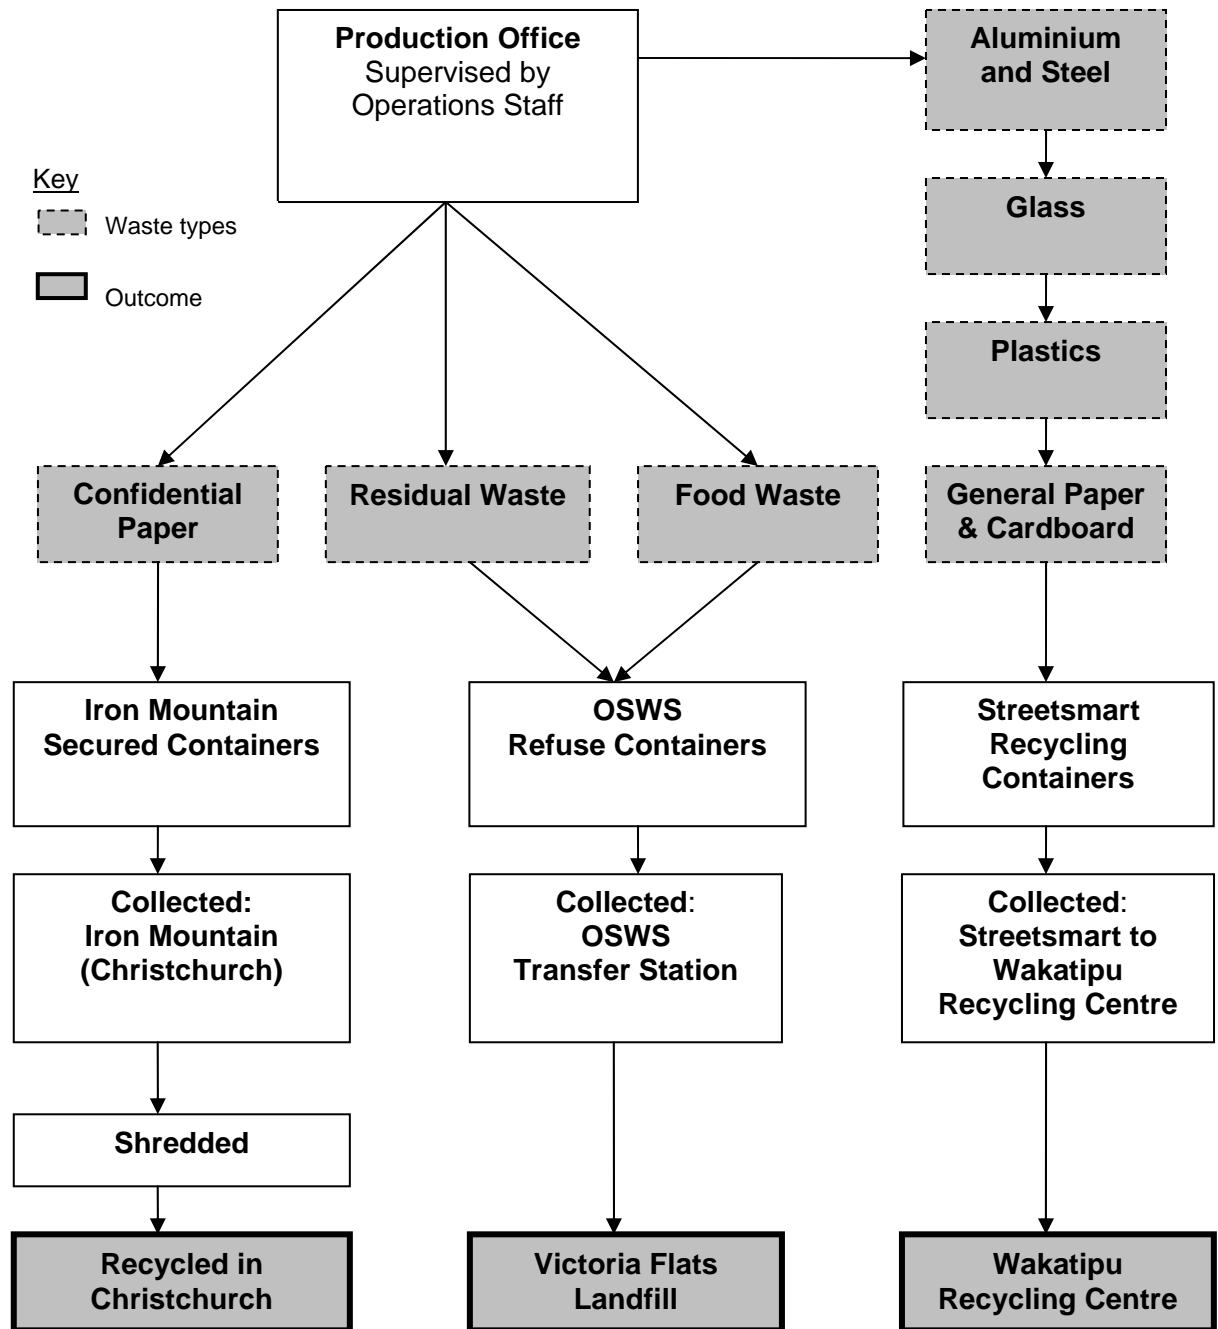 Production Office
Supervised by
Operations Staff
Aluminium
and Steel
Key
Waste types
Outcome
Glass
Plastics
Confidential
Paper
Residual Waste
Food Waste
General Paper
& Cardboard
Iron Mountain
Secured Containers
OSWS
Refuse Containers
Streetsmart
Recycling
Containers
Collected:
Iron Mountain
(Christchurch)
Collected:
OSWS
Transfer Station
Collected:
Streetsmart to
Wakatipu
Recycling Centre
Shredded
Recycled in
Christchurch
Victoria Flats
Landfill
Wakatipu
Recycling Centre